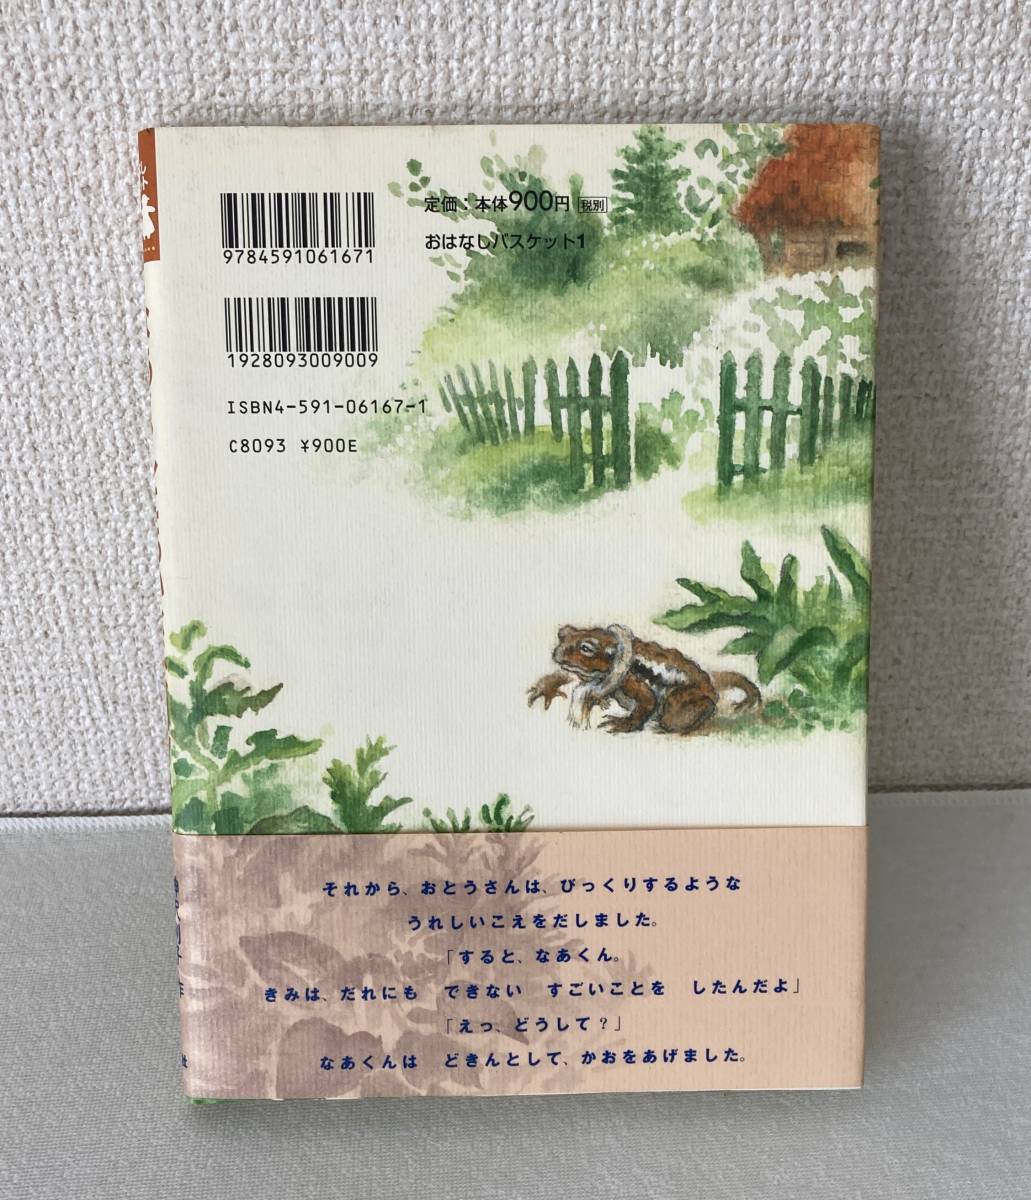 9784591061671
定価：本体900円 税別
おはなしバスケット1
1928093009009
ISBN4-591-06167-1
C8093 ¥900E
それから、おとうさんは、びっくりするような
うれしいこえをだしました。
「すると、なあくん。
きみは、だれにも　できない　すごいことを　したんだよ」
「えっ、どうして？」
なあくんは　どきんとして、かおをあげました。